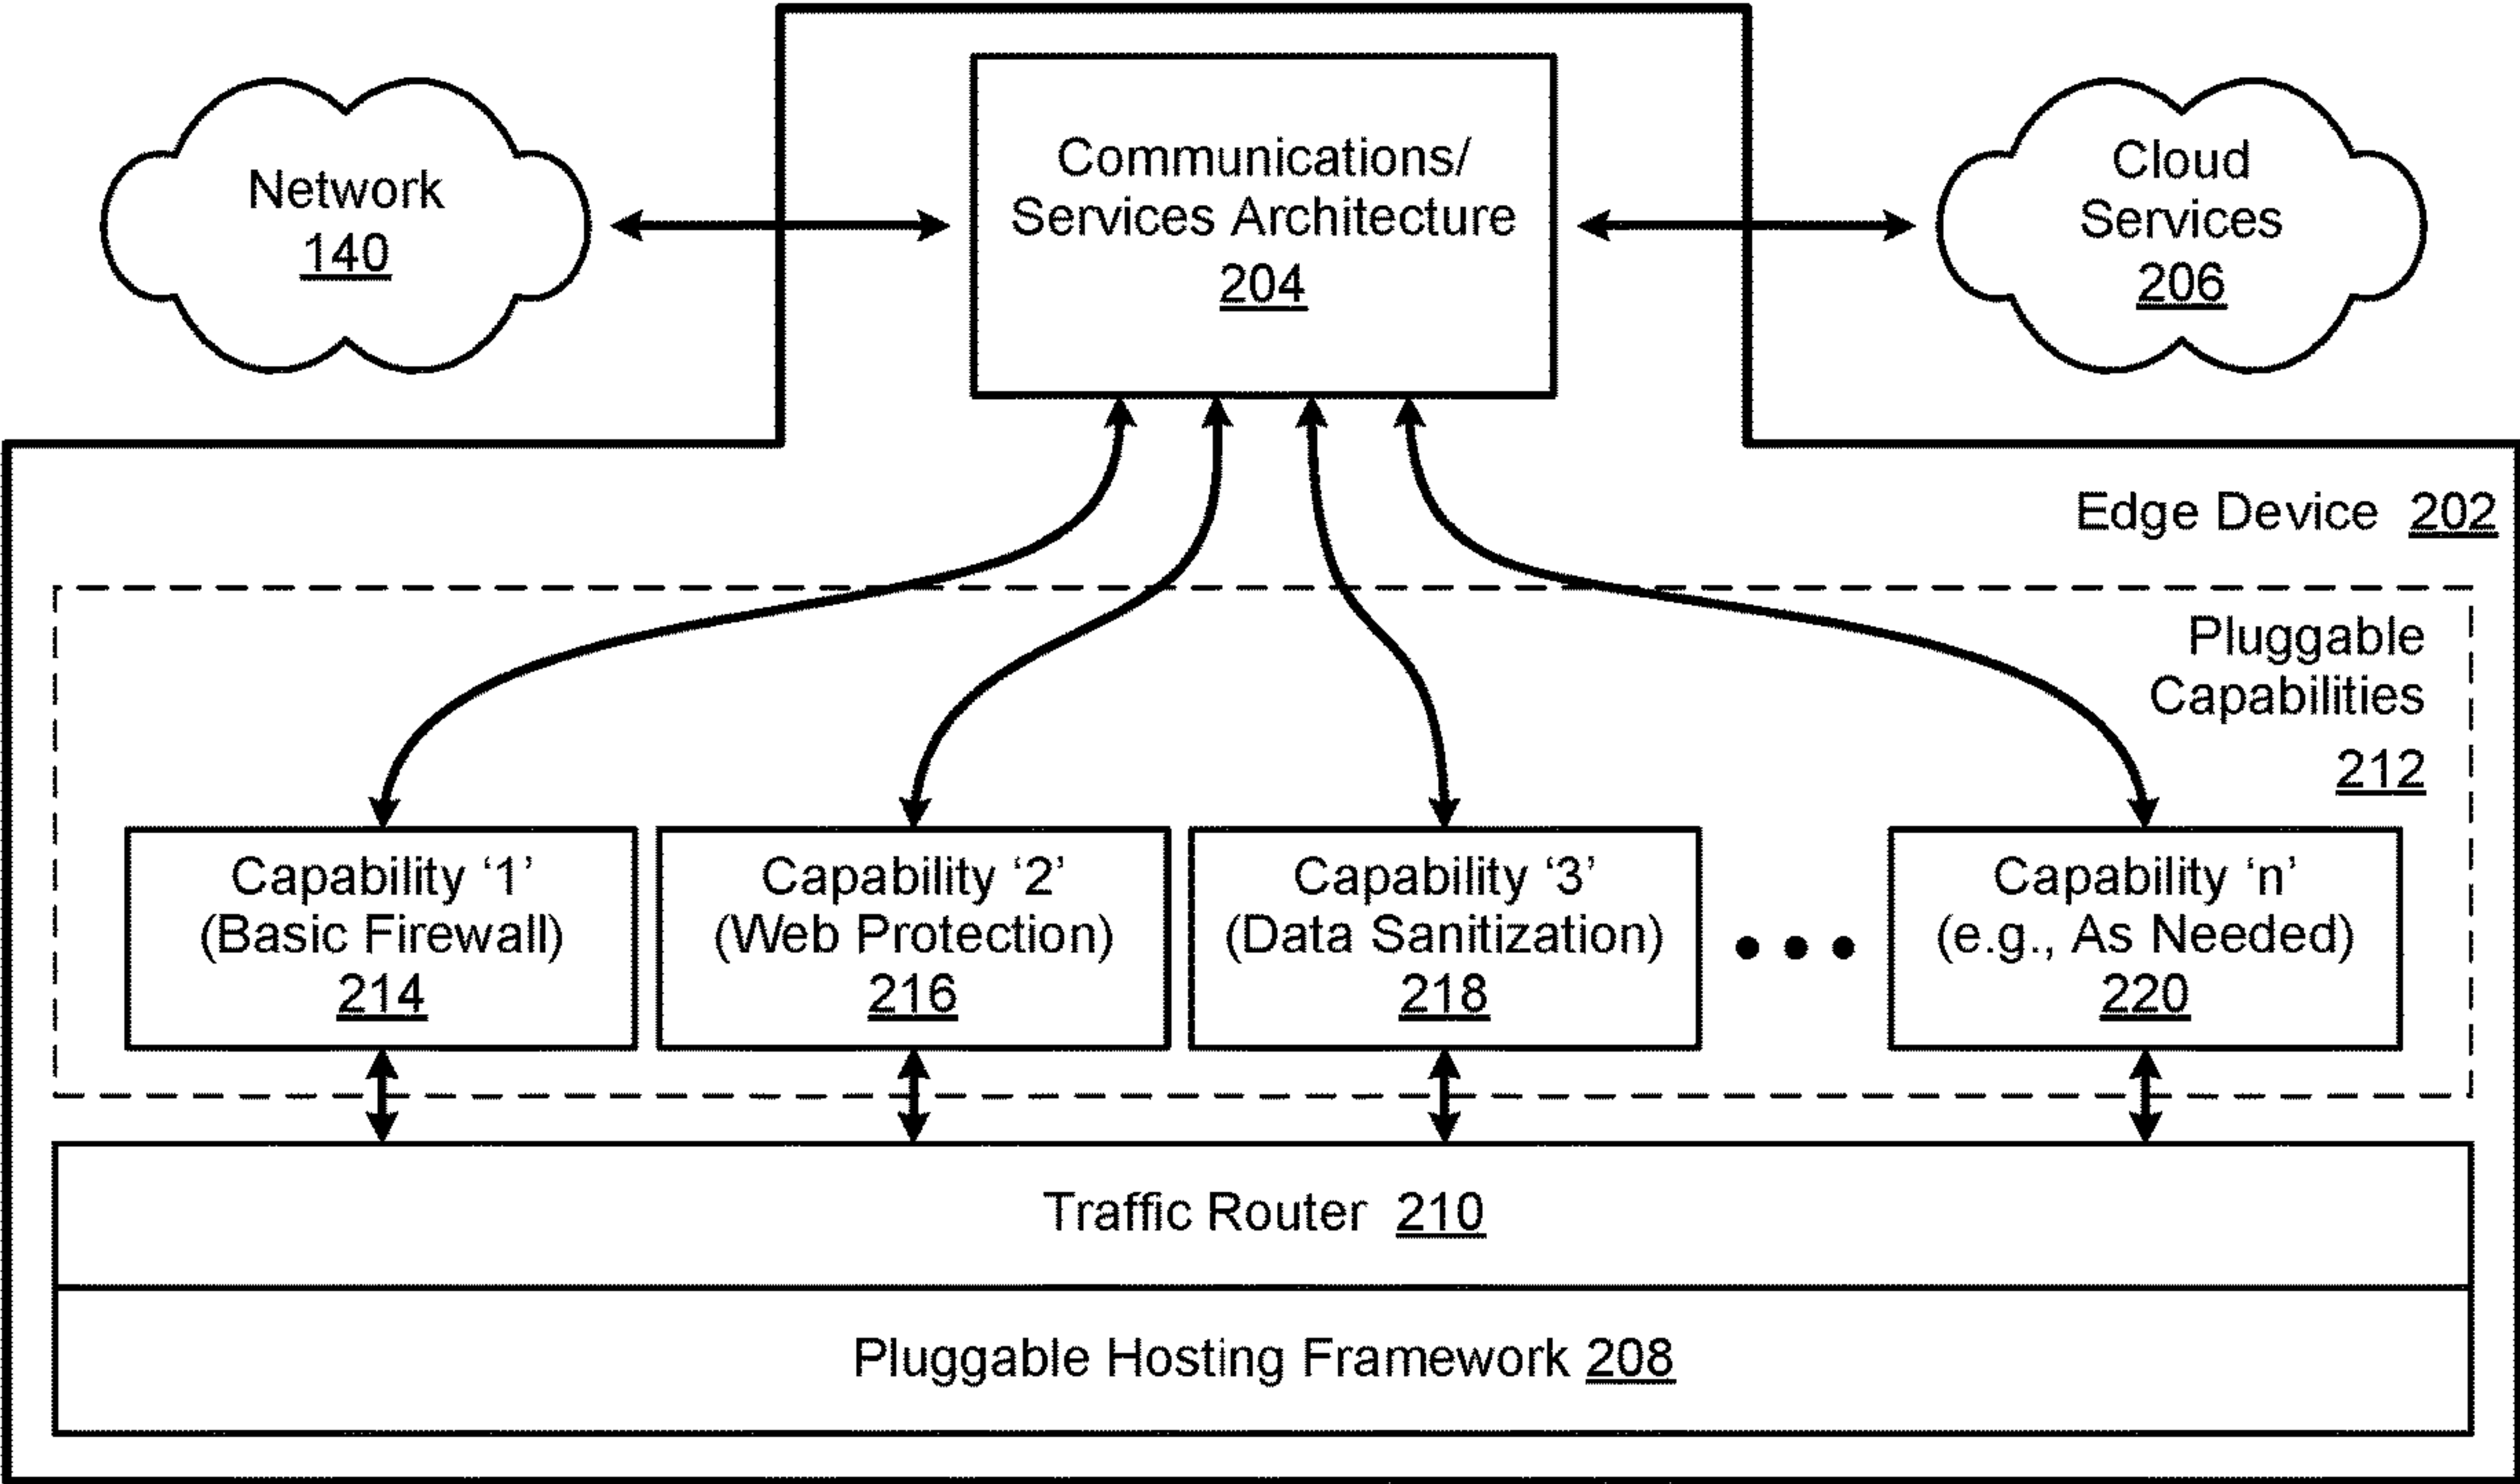 Network
140
Communications/
Services Architecture
204
Cloud
Services
206
Edge Device 202
Pluggable
Capabilities
212
Capability ‘1’
(Basic Firewall)
214
Capability ‘2’
(Web Protection)
216
Capability ‘3’
(Data Sanitization)
218
Capability ‘n’
(e.g., As Needed)
220
Traffic Router 210
Pluggable Hosting Framework 208